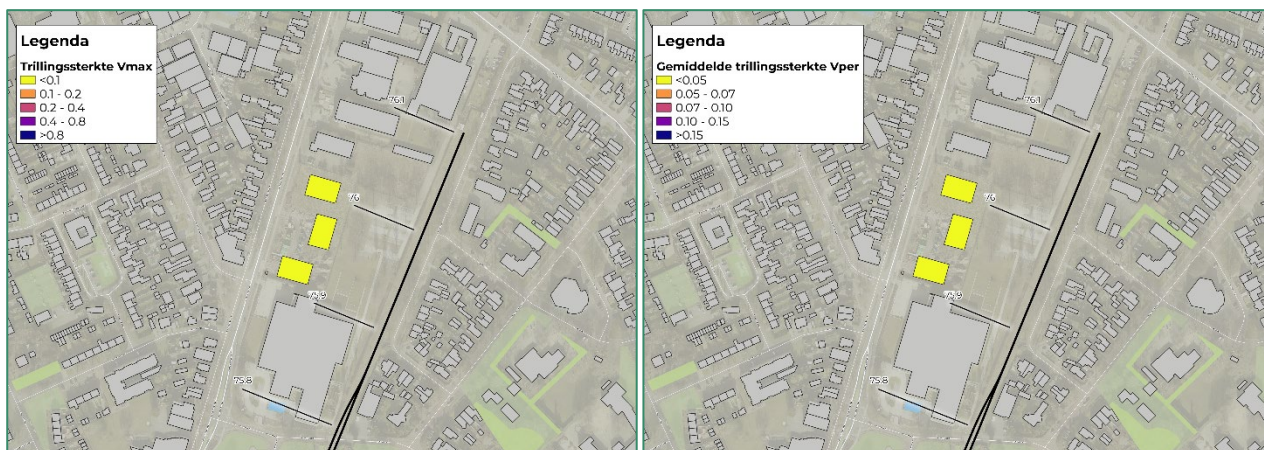 Legenda
Trillingssterkte Vmax
<0.1
0.1 - 0.2
0.2 - 0.4
0.4 - 0.8
>0.8
76.1
76
75.9
75.8
Legenda
Gemiddelde trillingssterkte Vper
<0.05
0.05 - 0.07
0.07 - 0.10
0.10 - 0.15
>0.15
76.1
76
75.9
75.8